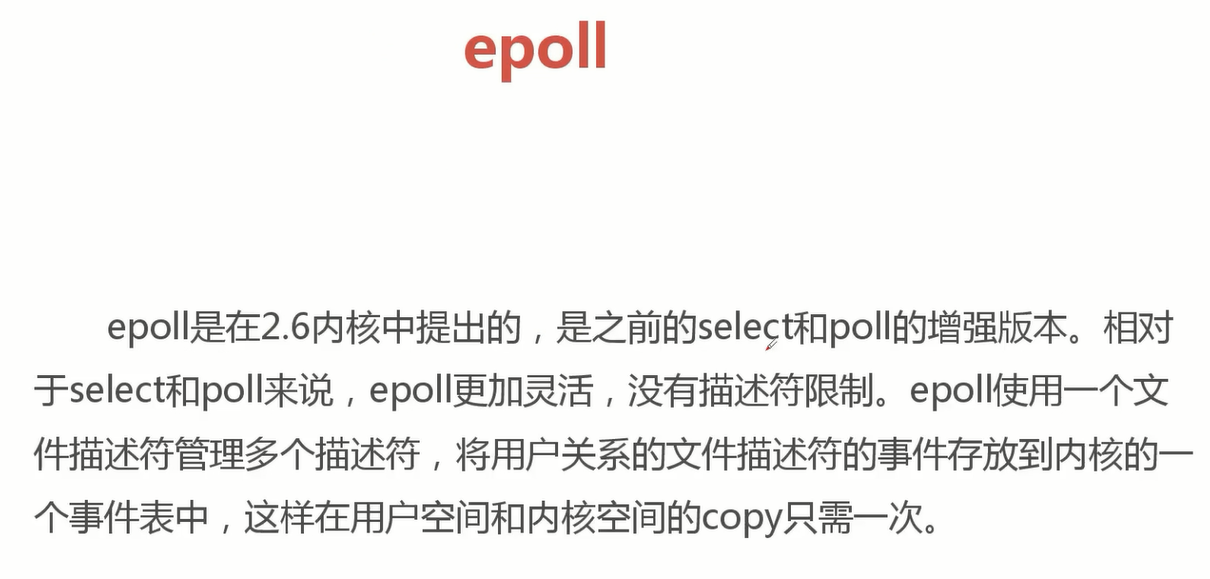 epoll
epoll是在2.6内核中提出的，是之前的select和poll的增强版本。相对
于select和poll来说，epoll更加灵活，没有描述符限制。epoll使用一个文
件描述符管理多个描述符，将用户关系的文件描述符的事件存放到内核的一
个事件表中，这样在用户空间和内核空间的copy只需一次。